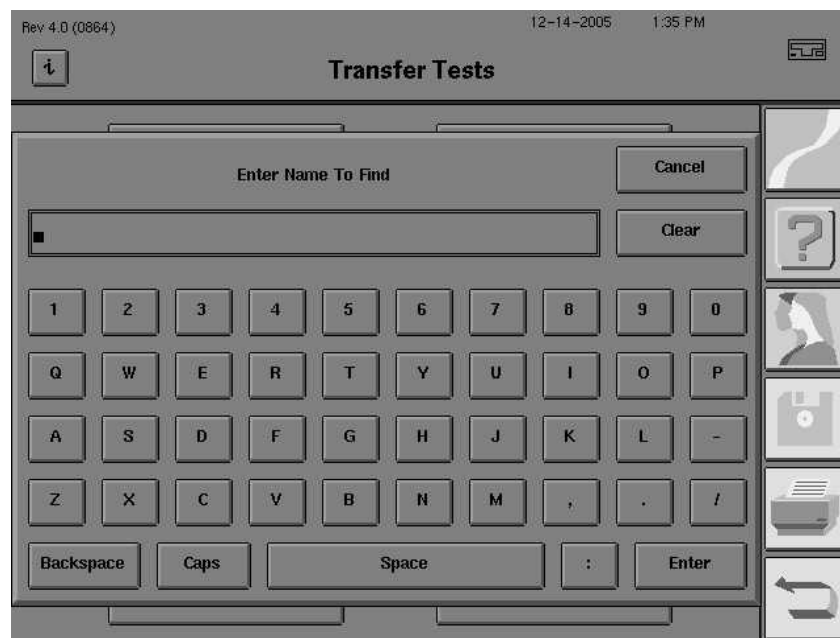 Rev 4.0 (0864)
12-14-2005 1:35 PM
i
Transfer Tests
Enter Name To Find
Cancel
Clear
1 2 3 4 5 6 7 8 9 0
Q W E R T Y U I O P
A S D F G H J K L -
Z X C V B N M , . /
Backspace Caps Space : Enter
?